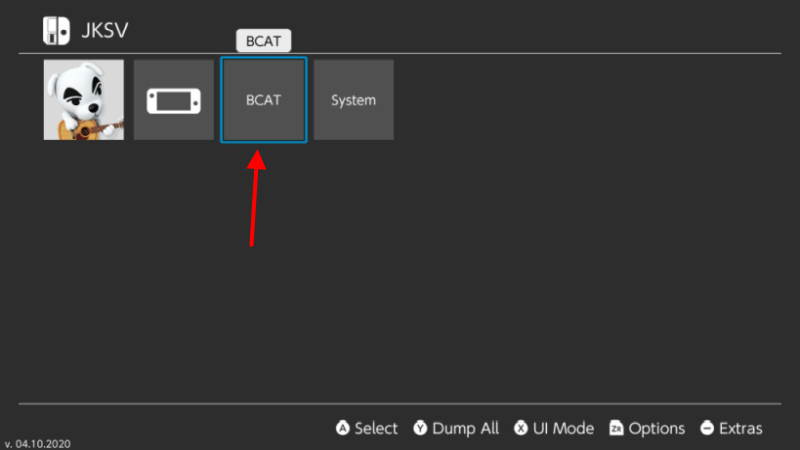 JKSV
BCAT
BCAT
System
A Select Y Dump All X UI Mode ZR Options Extras
v. 04.10.2020